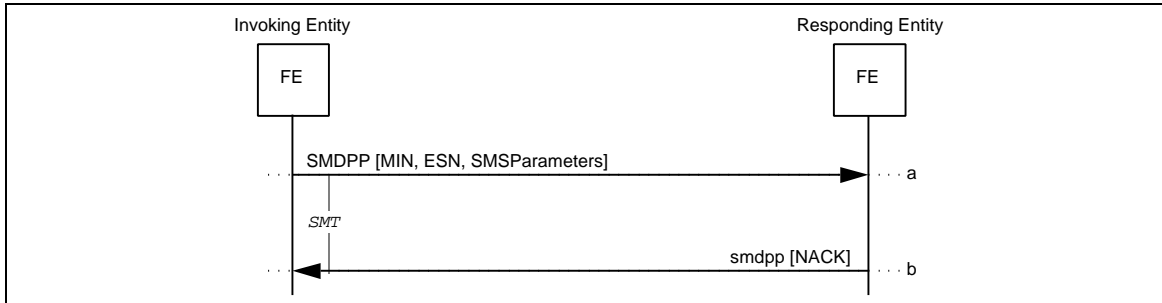 Invoking Entity
Responding Entity
FE
FE
SMDPP [MIN, ESN, SMSParameters]
a
SMT
smdpp [NACK]
b